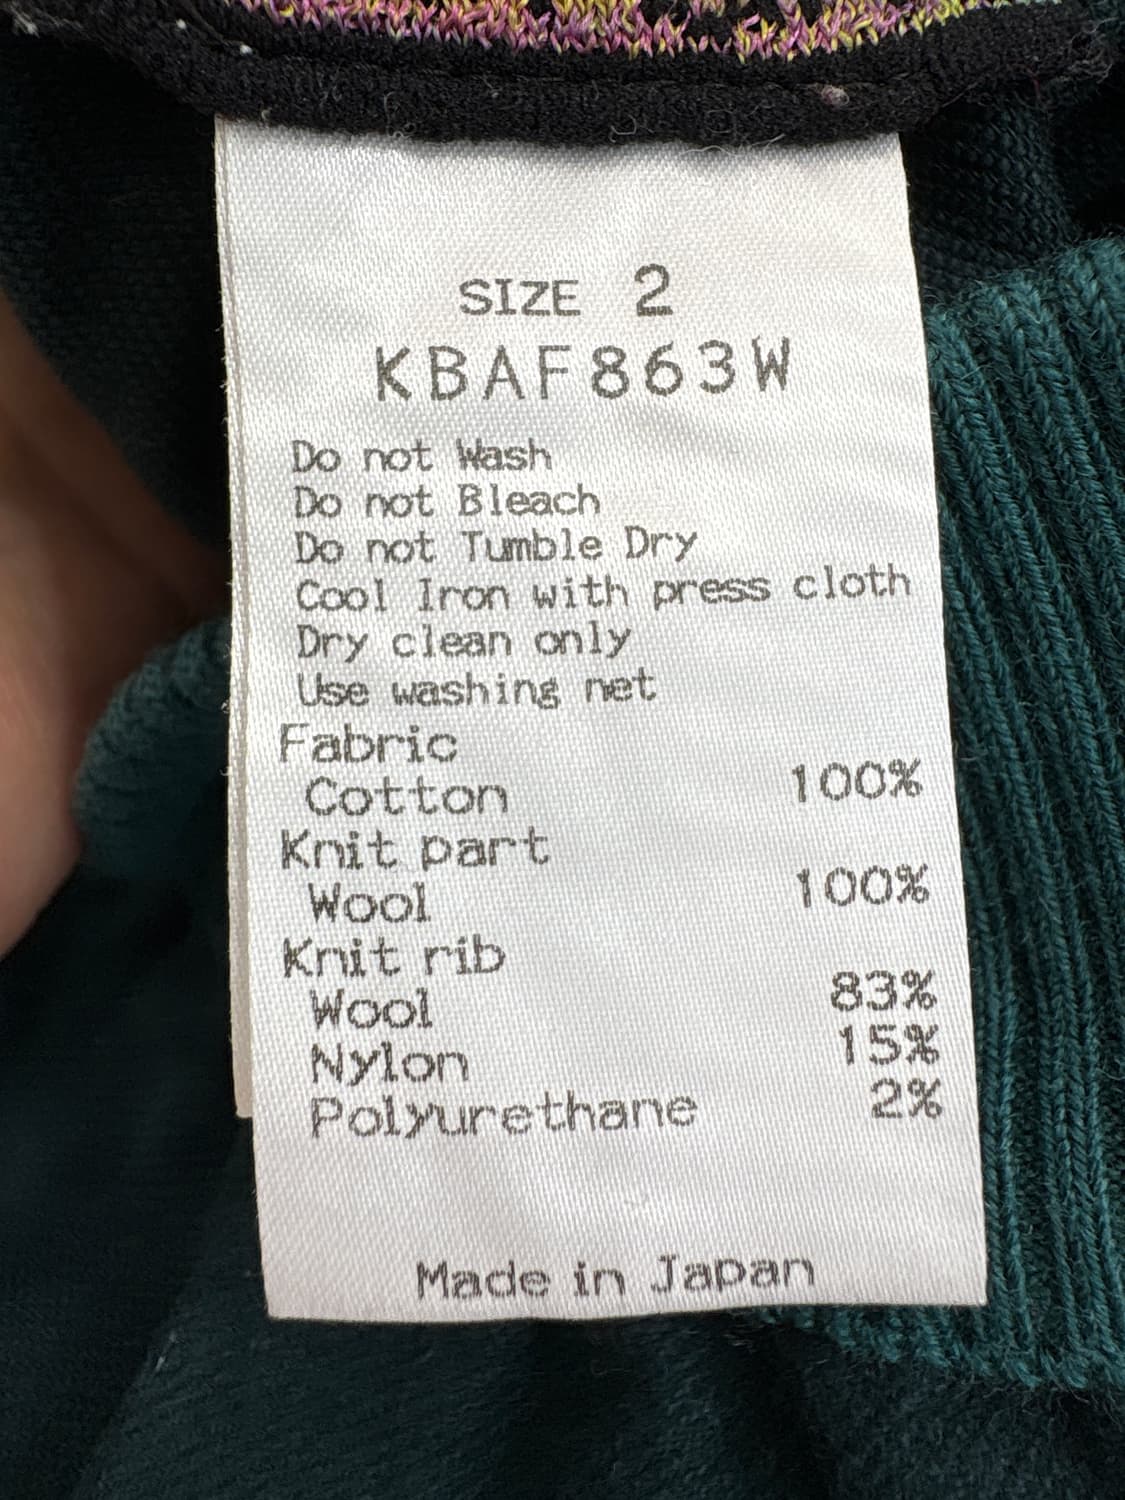 SIZE 2
KBAF863W
Do not Wash
Do not Bleach
Do not Tumble Dry
Cool Iron with press cloth
Dry clean only
Use washing net
Fabric
Cotton 100%
Knit part
Wool 100%
Knit rib
Wool 83%
Nylon 15%
Polyurethane 2%
Made in Japan